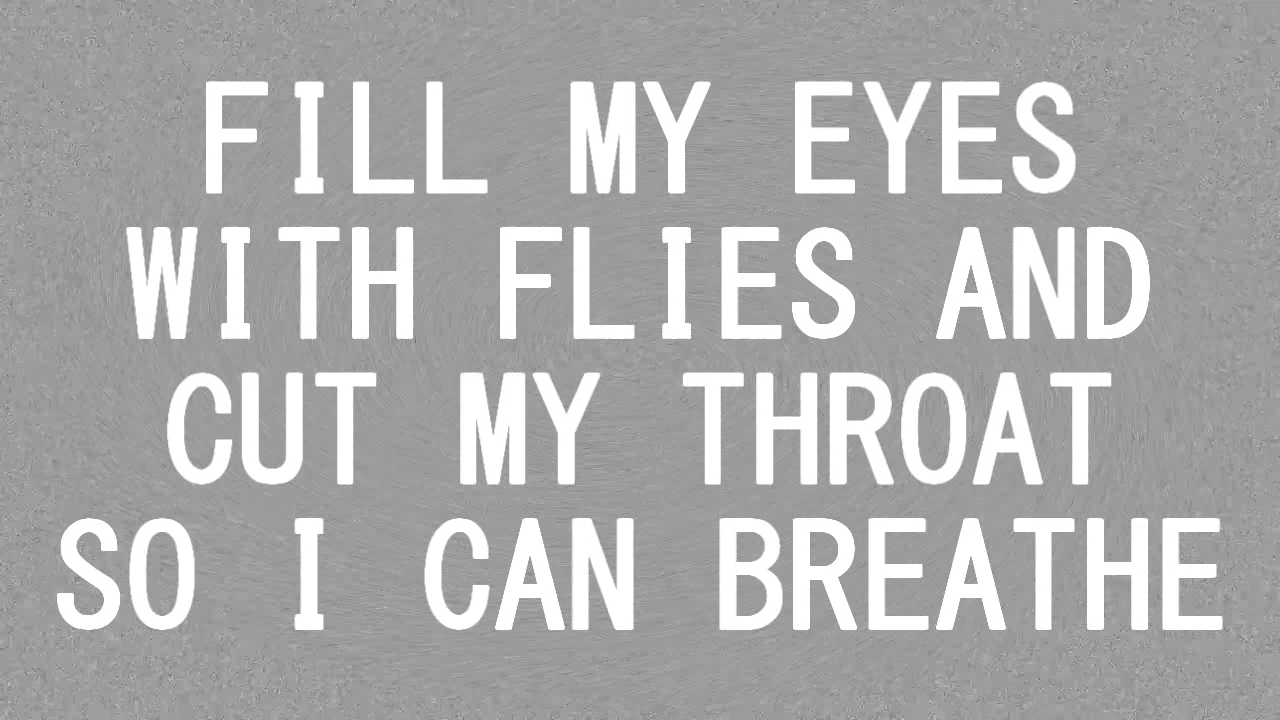 FILL MY EYES
WITH FLIES AND
CUT MY THROAT
SO I CAN BREATHE